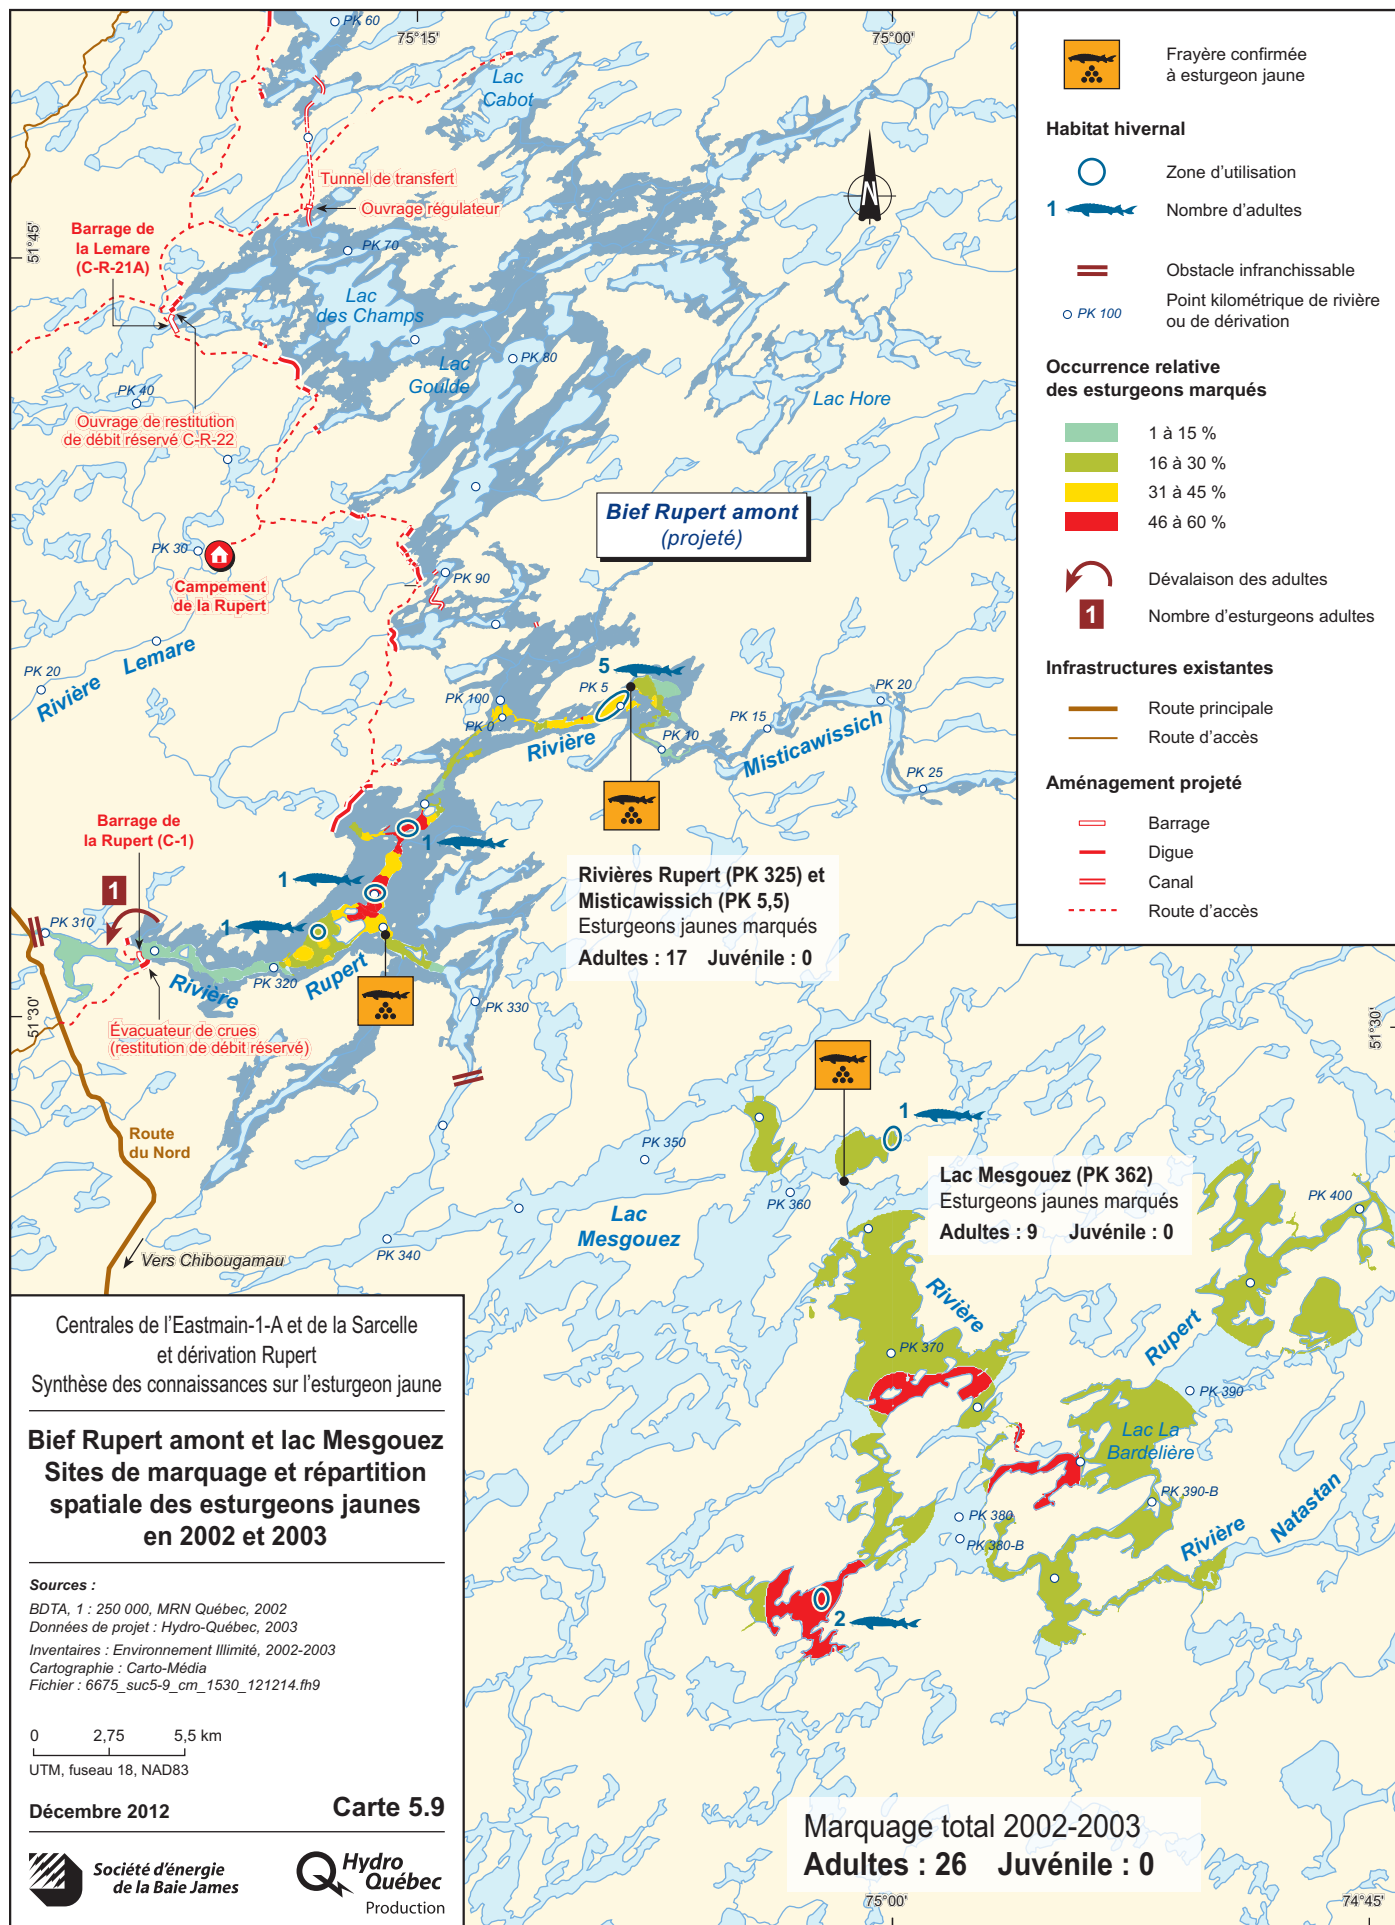 PK 60
75°15'
75°00'
Lac
Cabot
Tunnel de transfert
Ouvrage régulateur
Barrage de
la Lemare
(C-R-21A)
51°45'
PK 70
Lac
des Champs
PK 80
Lac
Goulde
PK 40
Lac Hore
Ouvrage de restitution
de débit réservé C-R-22
Bief Rupert amont
(projeté)
PK 30
Campement
de la Rupert
PK 90
PK 20
Rivière Lemare
5
PK 5
PK 100
PK 0
PK 10
PK 15
PK 20
PK 25
Rivière Misticawissich
Barrage de
la Rupert (C-1)
1
1
1
1
PK 310
PK 320
Rivière Rupert
PK 330
Évacuateur de crues
(restitution de débit réservé)
51°30'
51°30'
Rivières Rupert (PK 325) et
Misticawissich (PK 5,5)
Esturgeons jaunes marqués
Adultes : 17 Juvénile : 0
Route
du Nord
Vers Chibougamau
PK 340
PK 350
Lac
Mesgouez
PK 360
1
Lac Mesgouez (PK 362)
Esturgeons jaunes marqués
Adultes : 9 Juvénile : 0
PK 400
Rivière Rupert
PK 370
PK 390
Lac La
Bardelière
PK 390-B
PK 380
PK 380-B
Rivière Natastan
2
Marquage total 2002-2003
Adultes : 26 Juvénile : 0
75°00'
74°45'
N
Frayère confirmée
à esturgeon jaune
Habitat hivernal
Zone d'utilisation
1 Nombre d'adultes
Obstacle infranchissable
PK 100 Point kilométrique de rivière
ou de dérivation
Occurrence relative
des esturgeons marqués
1 à 15 %
16 à 30 %
31 à 45 %
46 à 60 %
Dévalaison des adultes
1 Nombre d'esturgeons adultes
Infrastructures existantes
Route principale
Route d'accès
Aménagement projeté
Barrage
Digue
Canal
Route d'accès
Centrales de l'Eastmain-1-A et de la Sarcelle
et dérivation Rupert
Synthèse des connaissances sur l'esturgeon jaune
Bief Rupert amont et lac Mesgouez
Sites de marquage et répartition
spatiale des esturgeons jaunes
en 2002 et 2003
Sources :
BDTA, 1 : 250 000, MRN Québec, 2002
Données de projet : Hydro-Québec, 2003
Inventaires : Environnement Illimité, 2002-2003
Cartographie : Carto-Média
Fichier : 6675_suc5-9_cm_1530_121214.fh9
0 2,75 5,5 km
UTM, fuseau 18, NAD83
Décembre 2012
Carte 5.9
Société d'énergie
de la Baie James
Hydro
Québec
Production